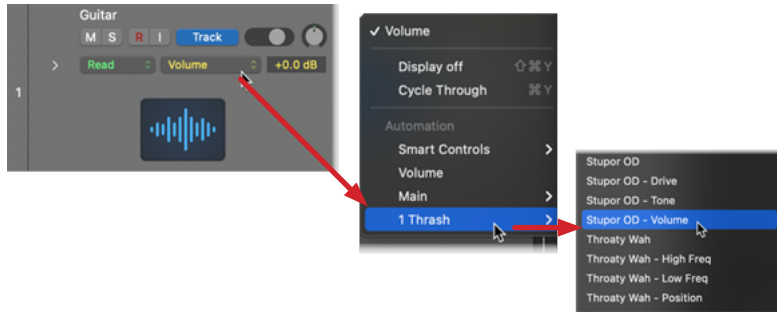 Guitar
M S R I Track
Read Volume +0.0 dB
1
✓ Volume
Display off ⇧⌘Y
Cycle Through ⌘Y
Automation
Smart Controls
Volume
Main
1 Thrash
Stupor OD
Stupor OD - Drive
Stupor OD - Tone
Stupor OD - Volume
Throaty Wah
Throaty Wah - High Freq
Throaty Wah - Low Freq
Throaty Wah - Position